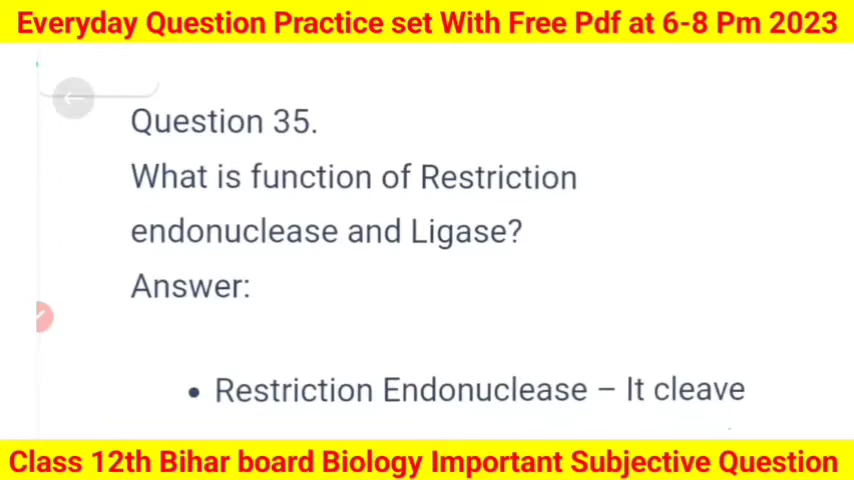 Everyday Question Practice set With Free Pdf at 6-8 Pm 2023
Question 35.
What is function of Restriction
endonuclease and Ligase?
Answer:
• Restriction Endonuclease – It cleave
Class 12th Bihar board Biology Important Subjective Question